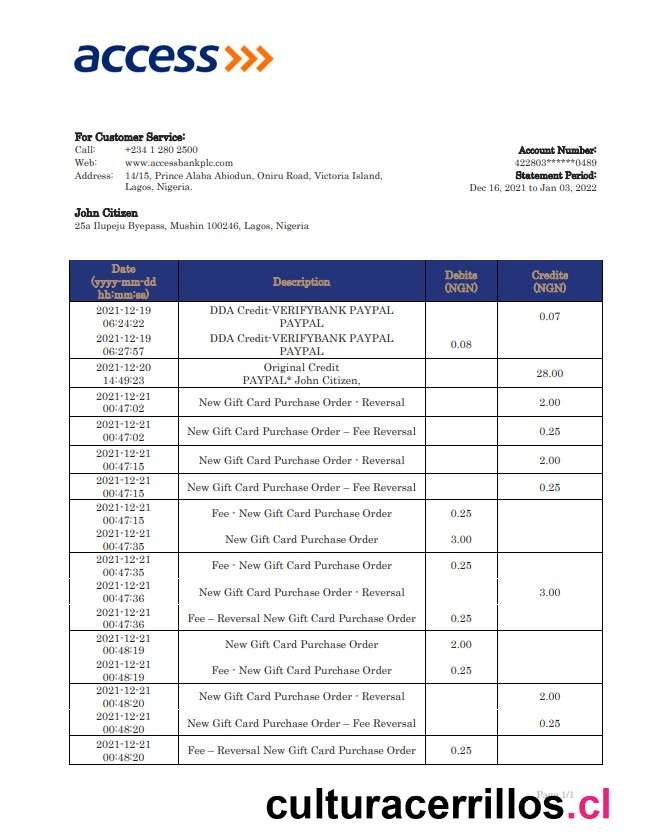 access
For Customer Service:
Call: +234 1 280 2500
Web: www.accessbankplc.com
Address: 14/15, Prince Alaba Abiodun, Oniru Road, Victoria Island,
Lagos, Nigeria.
Account Number:
422803******0489
Statement Period:
Dec 16, 2021 to Jan 03, 2022
John Citizen
25a Ilupeju Byepass, Mushin 100246, Lagos, Nigeria
Date (yyyy-mm-dd hh:mm:ss) Description Debits (NGN) Credits (NGN)
2021-12-19 06:24:22 DDA Credit-VERIFYBANK PAYPAL PAYPAL 0.07
2021-12-19 06:27:57 DDA Credit-VERIFYBANK PAYPAL PAYPAL 0.08
2021-12-20 14:49:23 Original Credit PAYPAL* John Citizen, 28.00
2021-12-21 00:47:02 New Gift Card Purchase Order - Reversal 2.00
2021-12-21 00:47:02 New Gift Card Purchase Order – Fee Reversal 0.25
2021-12-21 00:47:15 New Gift Card Purchase Order - Reversal 2.00
2021-12-21 00:47:15 New Gift Card Purchase Order – Fee Reversal 0.25
2021-12-21 00:47:15 Fee - New Gift Card Purchase Order 0.25
2021-12-21 00:47:35 New Gift Card Purchase Order 3.00
2021-12-21 00:47:35 Fee - New Gift Card Purchase Order 0.25
2021-12-21 00:47:36 New Gift Card Purchase Order - Reversal 3.00
2021-12-21 00:47:36 Fee – Reversal New Gift Card Purchase Order 0.25
2021-12-21 00:48:19 New Gift Card Purchase Order 2.00
2021-12-21 00:48:19 Fee - New Gift Card Purchase Order 0.25
2021-12-21 00:48:20 New Gift Card Purchase Order - Reversal 2.00
2021-12-21 00:48:20 New Gift Card Purchase Order – Fee Reversal 0.25
2021-12-21 00:48:20 Fee – Reversal New Gift Card Purchase Order 0.25
Page 1/1
culturacerrillos.cl